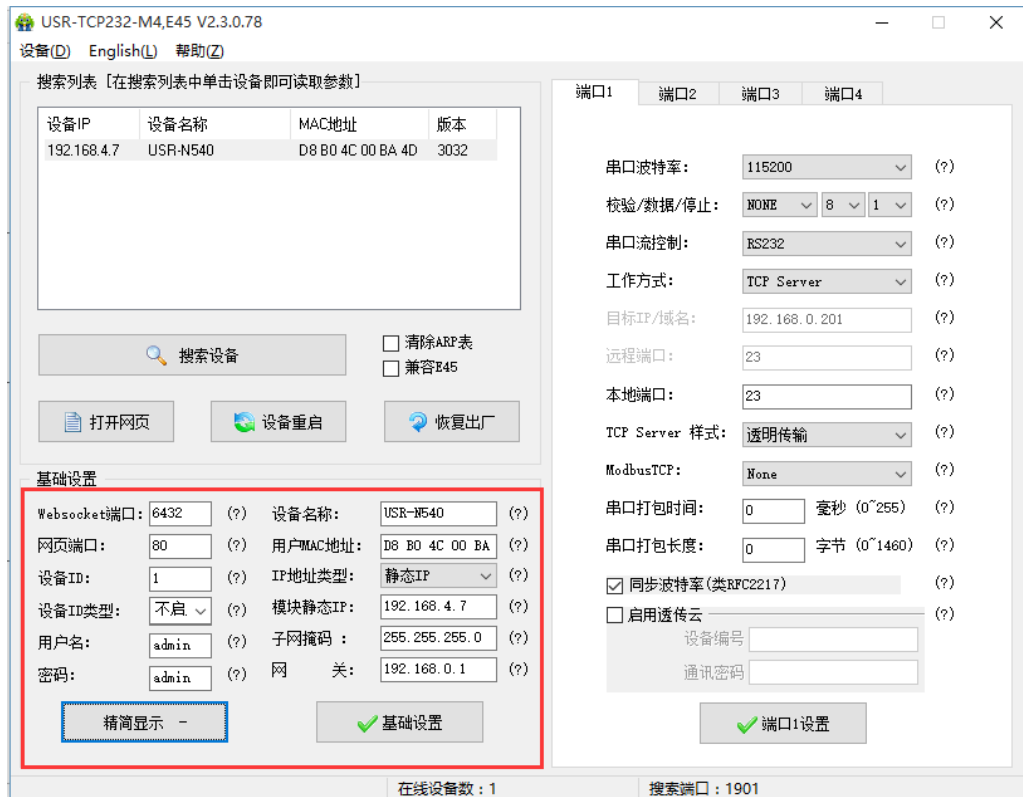 USR-TCP232-M4,E45 V2.3.0.78
设备(D) English(L) 帮助(Z)
搜索列表 [在搜索列表中单击设备即可读取参数]
设备IP 设备名称 MAC地址 版本
192.168.4.7 USR-N540 D8 B0 4C 00 BA 4D 3032
搜索设备
清除ARP表
兼容E45
打开网页 设备重启 恢复出厂
基础设置
Websocket端口: 6432 (?) 设备名称: USR-N540 (?)
网页端口: 80 (?) 用户MAC地址: D8 B0 4C 00 BA (?)
设备ID: 1 (?) IP地址类型: 静态IP (?)
设备ID类型: 不启 (?) 模块静态IP: 192.168.4.7 (?)
用户名: admin (?) 子网掩码 : 255.255.255.0 (?)
密码: admin (?) 网 关: 192.168.0.1 (?)
精简显示 - 基础设置
端口1 端口2 端口3 端口4
串口波特率: 115200 (?)
校验/数据/停止: NONE 8 1 (?)
串口流控制: RS232 (?)
工作方式: TCP Server (?)
目标IP/域名: 192.168.0.201 (?)
远程端口: 23 (?)
本地端口: 23 (?)
TCP Server 样式: 透明传输 (?)
ModbusTCP: None (?)
串口打包时间: 0 毫秒 (0~255) (?)
串口打包长度: 0 字节 (0~1460) (?)
同步波特率(类RFC2217) (?)
启用透传云 (?)
设备编号
通讯密码
端口1设置
在线设备数:1 搜索端口:1901